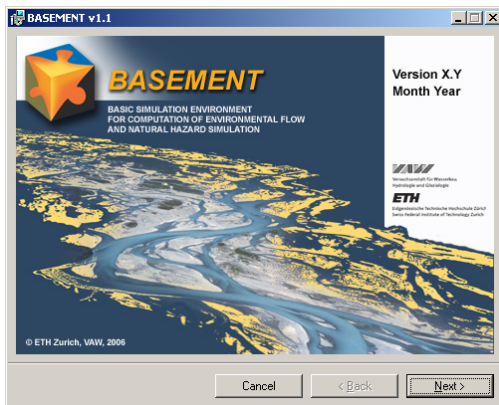 BASEMENT v1.1
BASEMENT
BASIC SIMULATION ENVIRONMENT
FOR COMPUTATION OF ENVIRONMENTAL FLOW
AND NATURAL HAZARD SIMULATION
Version X.Y
Month Year
VAW
Versuchsanstalt für Wasserbau,
Hydrologie und Glaziologie
ETH
Eidgenössische Technische Hochschule Zürich
Swiss Federal Institute of Technology Zurich
© ETH Zurich, VAW, 2006
Cancel
< Back
Next >